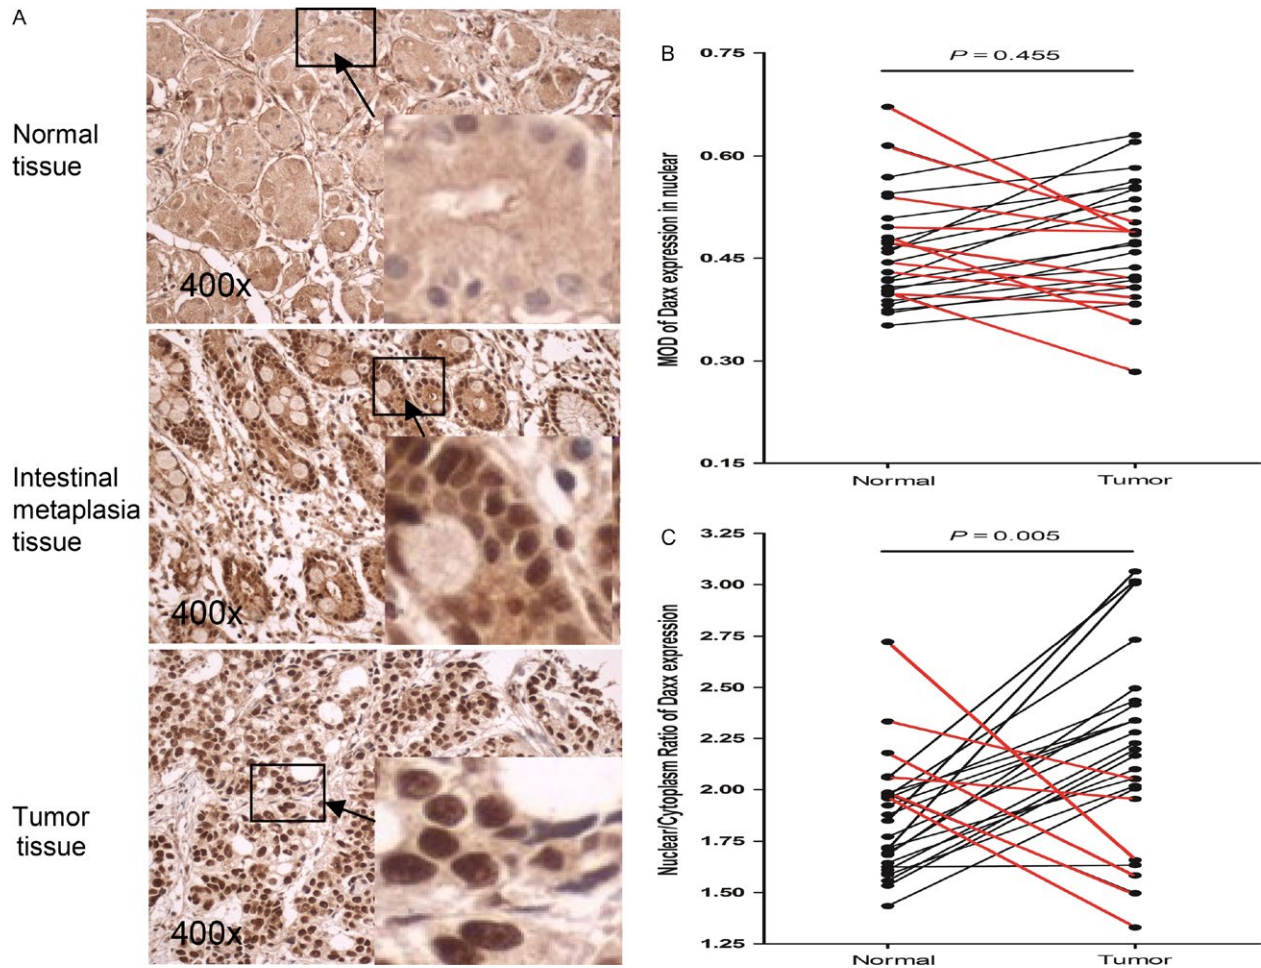 A
Normal
tissue
400x
Intestinal
metaplasia
tissue
400x
Tumor
tissue
400x
B
P = 0.455
MOD of Daxx expression in nuclear
0.75
0.60
0.45
0.30
0.15
Normal
Tumor
C
P = 0.005
Nuclear/Cytoplasm Ratio of Daxx expression
3.25
3.00
2.75
2.50
2.25
2.00
1.75
1.50
1.25
Normal
Tumor